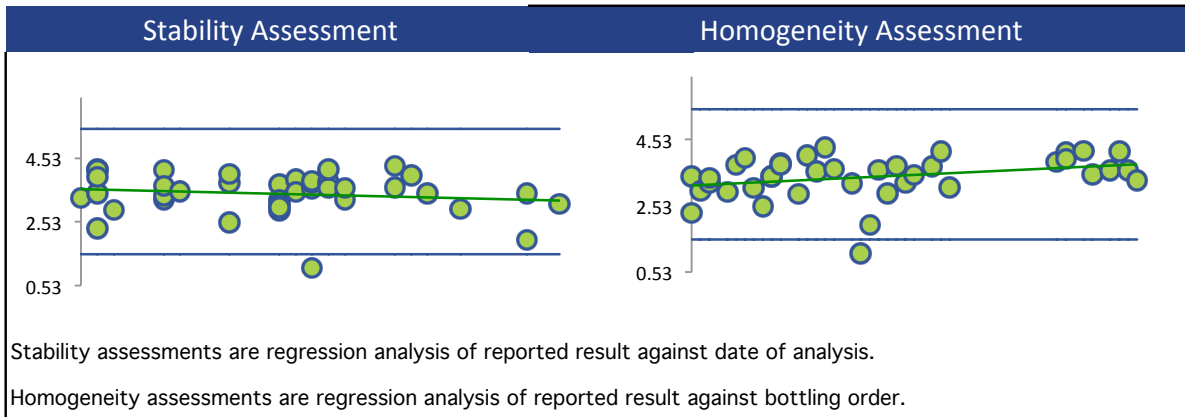 Stability Assessment
Homogeneity Assessment
4.53
2.53
0.53
4.53
2.53
0.53
Stability assessments are regression analysis of reported result against date of analysis.
Homogeneity assessments are regression analysis of reported result against bottling order.